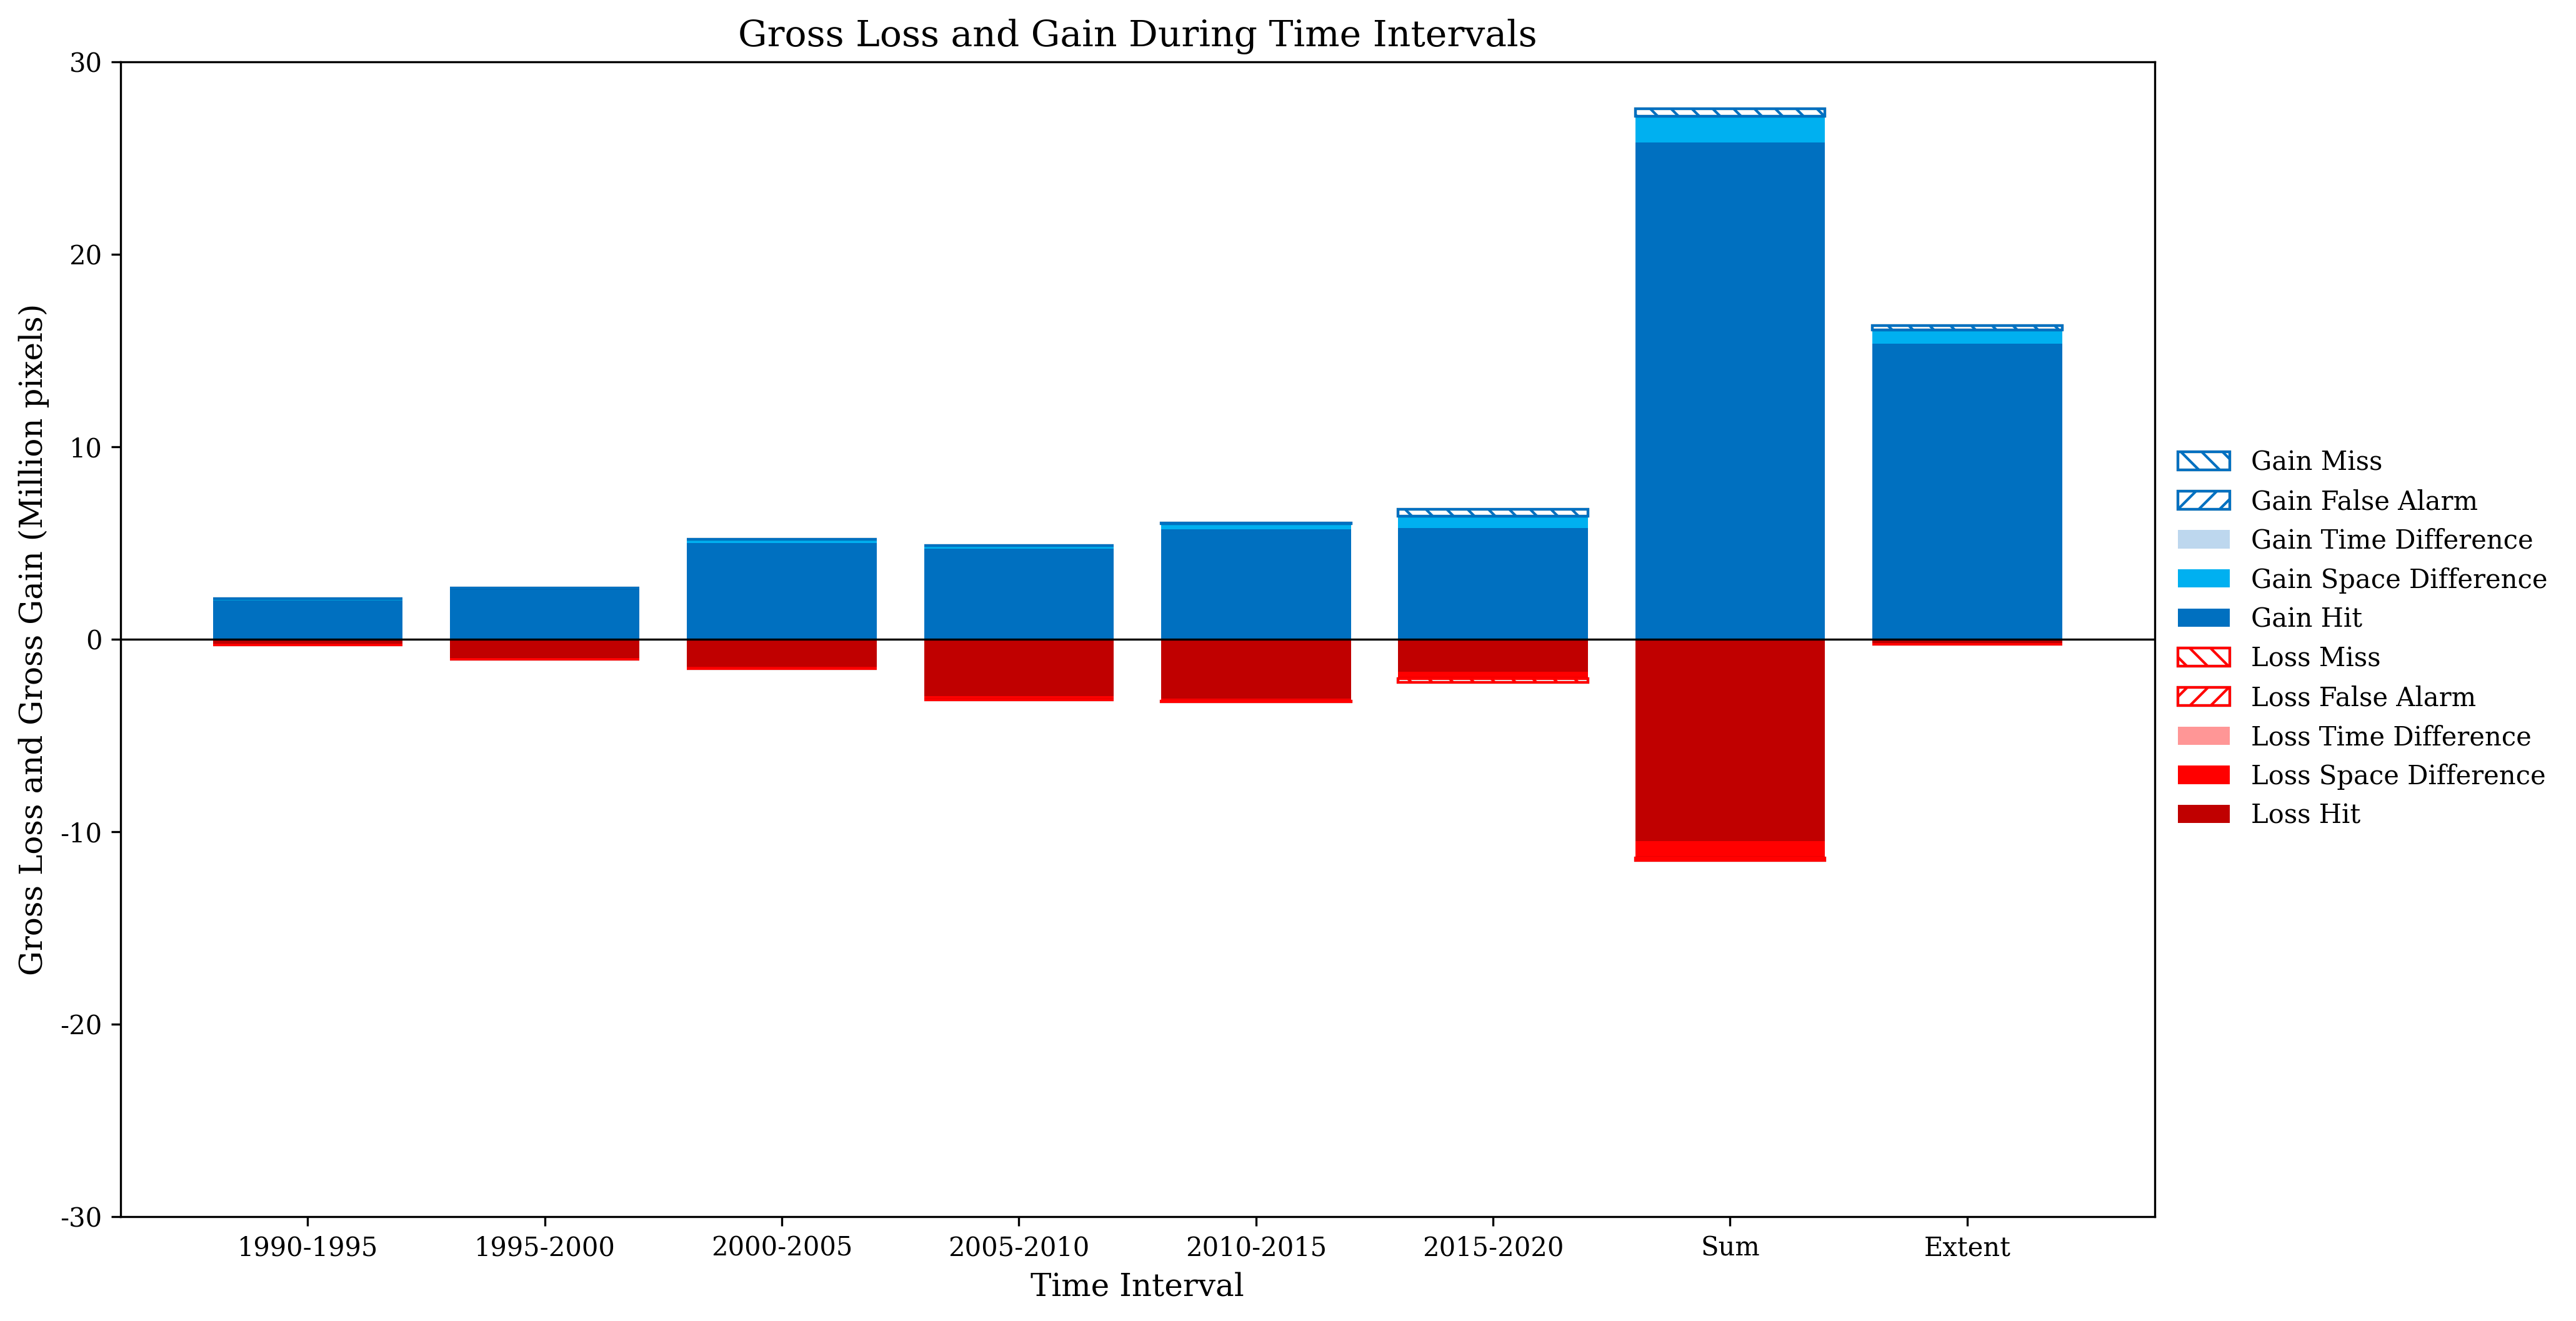 Gross Loss and Gain During Time Intervals
Gross Loss and Gross Gain (Million pixels)
30
20
10
0
-10
-20
-30
1990-1995
1995-2000
2000-2005
2005-2010
2010-2015
2015-2020
Sum
Extent
Time Interval
Gain Miss
Gain False Alarm
Gain Time Difference
Gain Space Difference
Gain Hit
Loss Miss
Loss False Alarm
Loss Time Difference
Loss Space Difference
Loss Hit